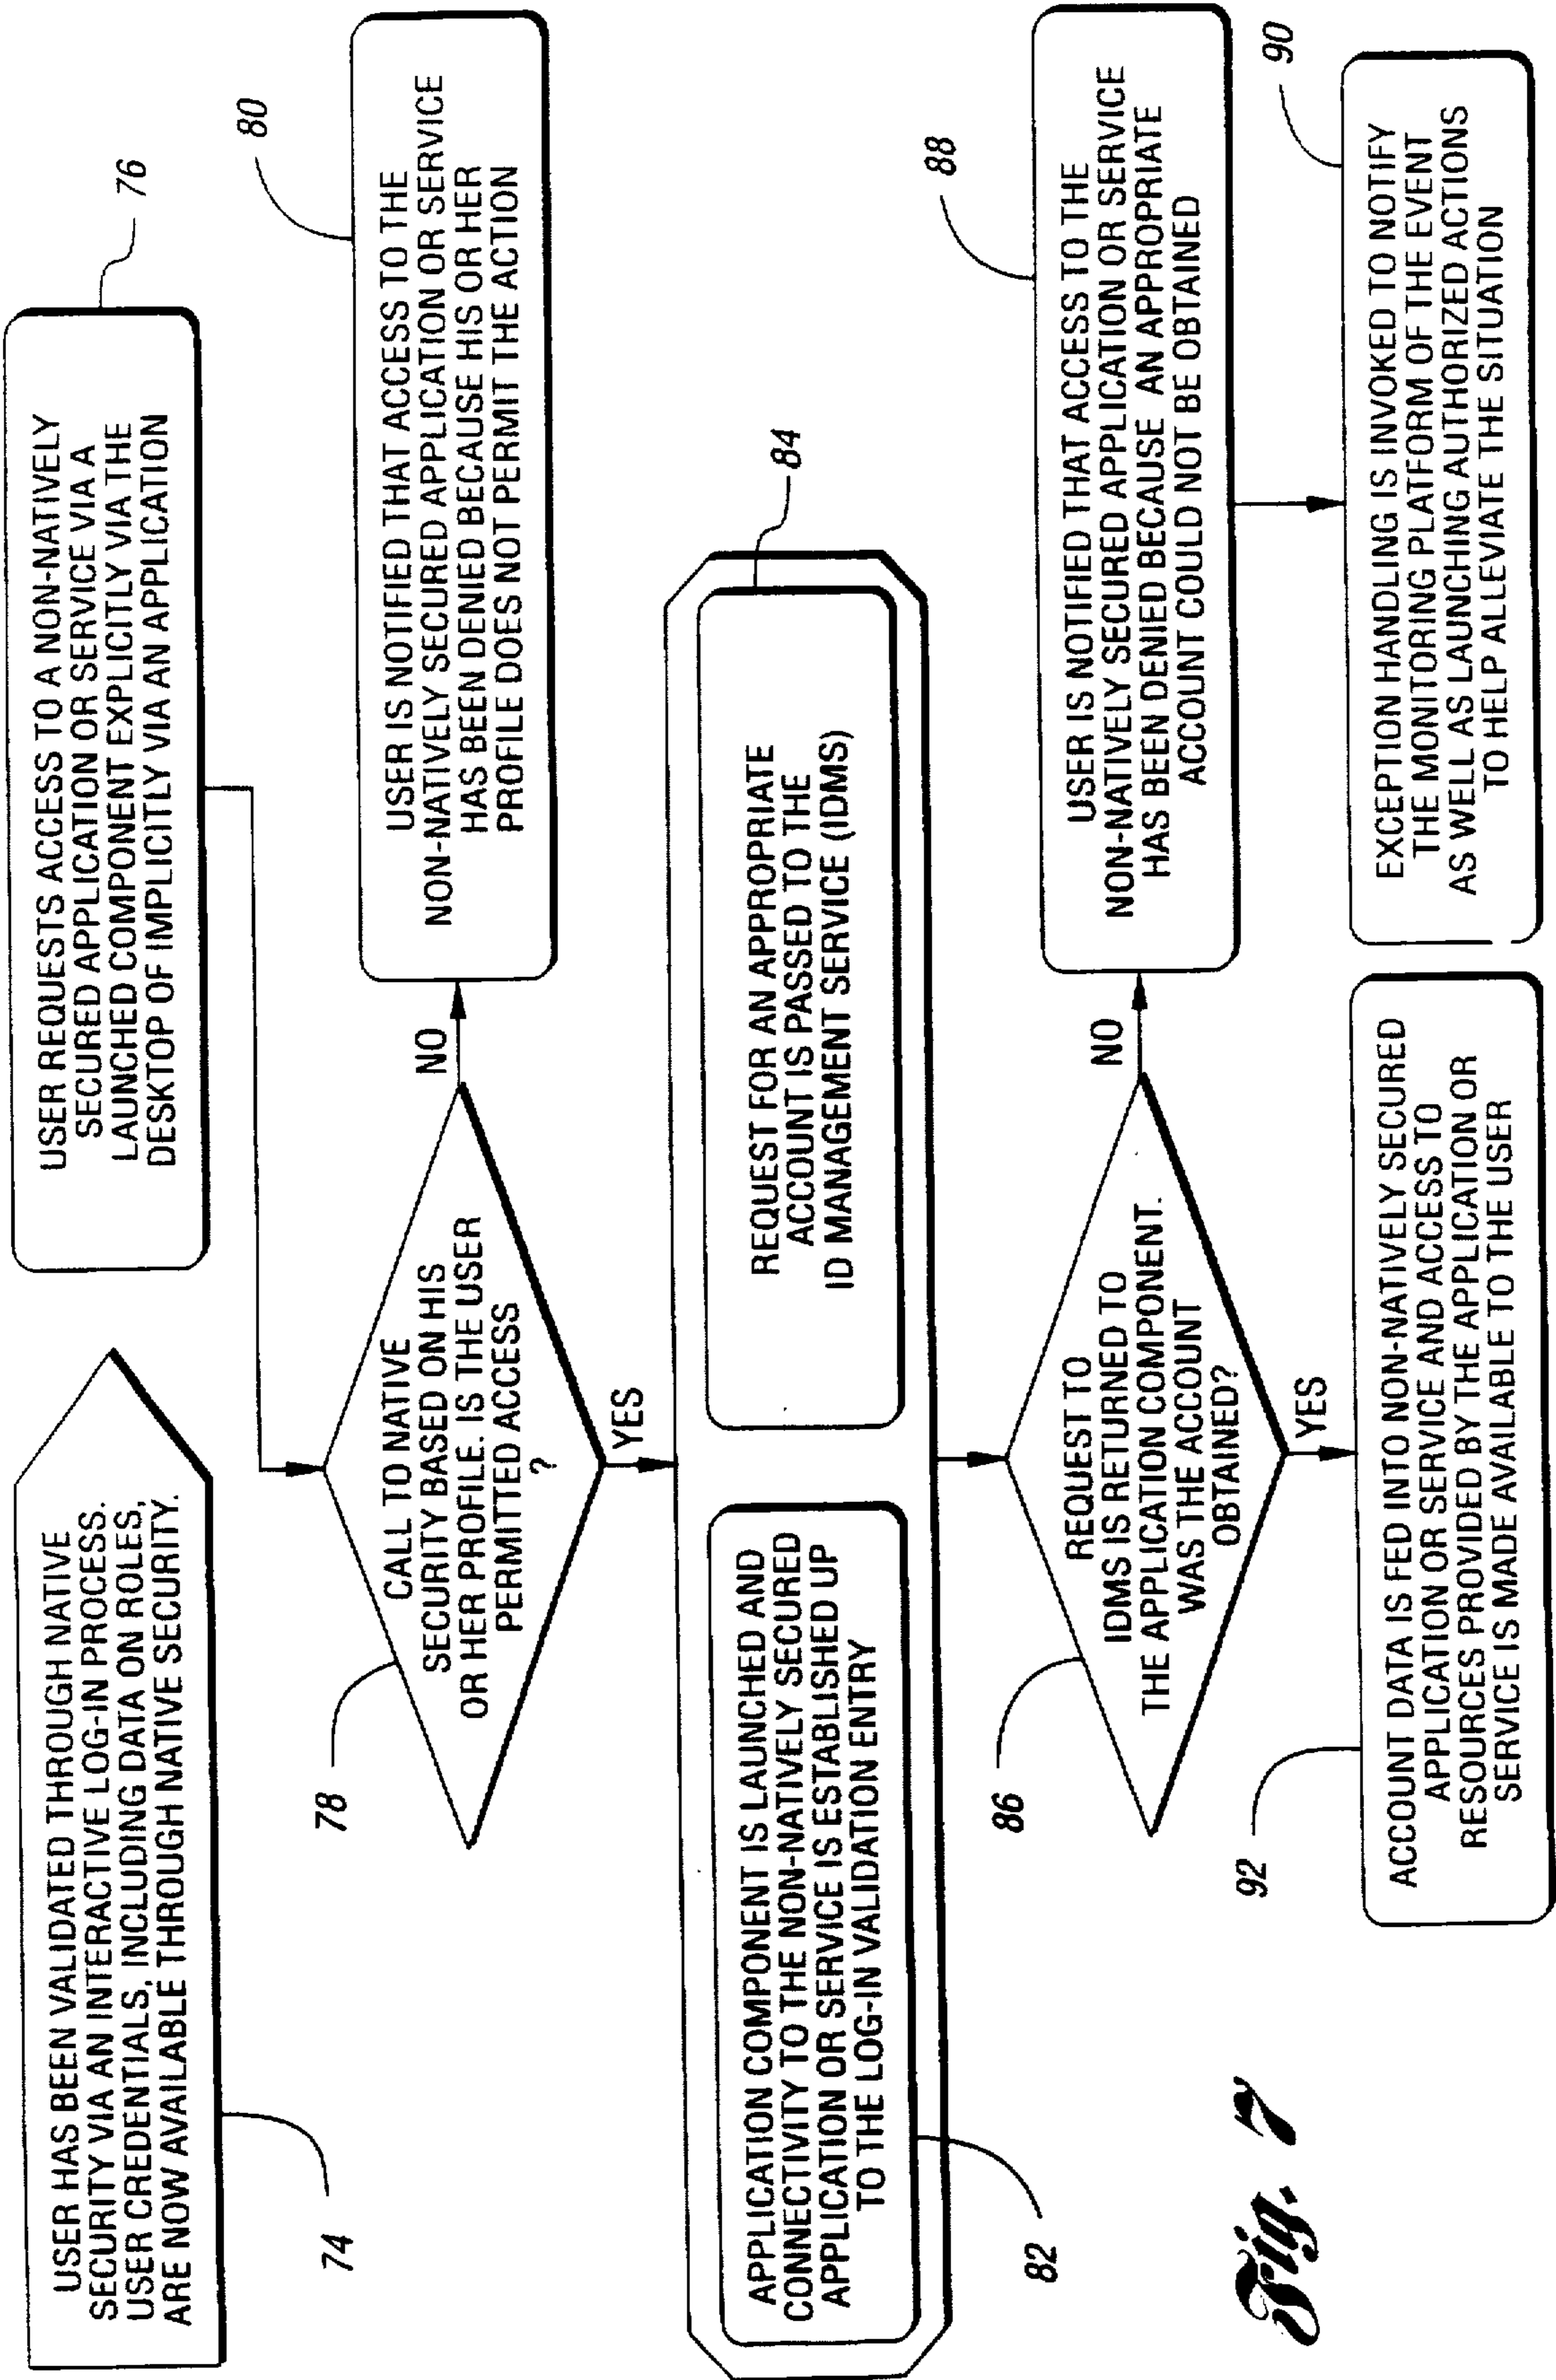 USER HAS BEEN VALIDATED THROUGH NATIVE
SECURITY VIA AN INTERACTIVE LOG-IN PROCESS.
USER CREDENTIALS, INCLUDING DATA ON ROLES,
ARE NOW AVAILABLE THROUGH NATIVE SECURITY.
74
USER REQUESTS ACCESS TO A NON-NATIVELY
SECURED APPLICATION OR SERVICE VIA A
LAUNCHED COMPONENT EXPLICITLY VIA THE
DESKTOP OF IMPLICITLY VIA AN APPLICATION
76
CALL TO NATIVE
SECURITY BASED ON HIS
OR HER PROFILE. IS THE USER
PERMITTED ACCESS
?
78
NO
USER IS NOTIFIED THAT ACCESS TO THE
NON-NATIVELY SECURED APPLICATION OR SERVICE
HAS BEEN DENIED BECAUSE HIS OR HER
PROFILE DOES NOT PERMIT THE ACTION
80
YES
APPLICATION COMPONENT IS LAUNCHED AND
CONNECTIVITY TO THE NON-NATIVELY SECURED
APPLICATION OR SERVICE IS ESTABLISHED UP
TO THE LOG-IN VALIDATION ENTRY
82
REQUEST FOR AN APPROPRIATE
ACCOUNT IS PASSED TO THE
ID MANAGEMENT SERVICE (IDMS)
84
REQUEST TO
IDMS IS RETURNED TO
THE APPLICATION COMPONENT.
WAS THE ACCOUNT
OBTAINED?
86
NO
USER IS NOTIFIED THAT ACCESS TO THE
NON-NATIVELY SECURED APPLICATION OR SERVICE
HAS BEEN DENIED BECAUSE AN APPROPRIATE
ACCOUNT COULD NOT BE OBTAINED
88
YES
ACCOUNT DATA IS FED INTO NON-NATIVELY SECURED
APPLICATION OR SERVICE AND ACCESS TO
RESOURCES PROVIDED BY THE APPLICATION OR
SERVICE IS MADE AVAILABLE TO THE USER
92
EXCEPTION HANDLING IS INVOKED TO NOTIFY
THE MONITORING PLATFORM OF THE EVENT
AS WELL AS LAUNCHING AUTHORIZED ACTIONS
TO HELP ALLEVIATE THE SITUATION
90
Fig. 7